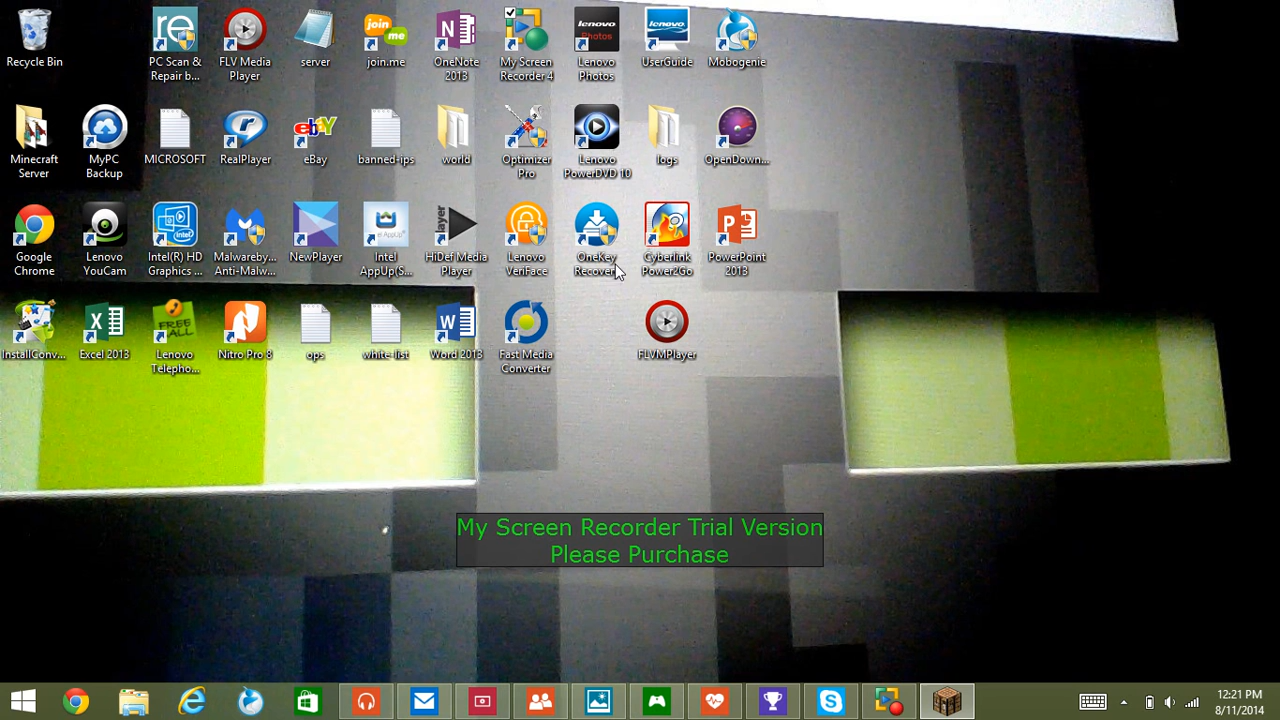 Recycle Bin
PC Scan &
Repair b...
FLV Media
Player
server
join.me
OneNote
2013
My Screen
Recorder 4
Lenovo
Photos
UserGuide
Mobogenie
Minecraft
Server
MyPC
Backup
MICROSOFT
RealPlayer
eBay
banned-ips
world
Optimizer
Pro
Lenovo
PowerDVD 10
logs
OpenDown...
Google
Chrome
Lenovo
YouCam
Intel(R) HD
Graphics ...
Malwareby...
Anti-Malw...
NewPlayer
Intel
AppUp(S...
HiDef Media
Player
Lenovo
VeriFace
OneKey
Recovery
Cyberlink
Power2Go
PowerPoint
2013
InstallConv...
Excel 2013
Lenovo
Telepho...
Nitro Pro 8
ops
white-list
Word 2013
Fast Media
Converter
FLVMPlayer
My Screen Recorder Trial Version
Please Purchase
12:21 PM
8/11/2014